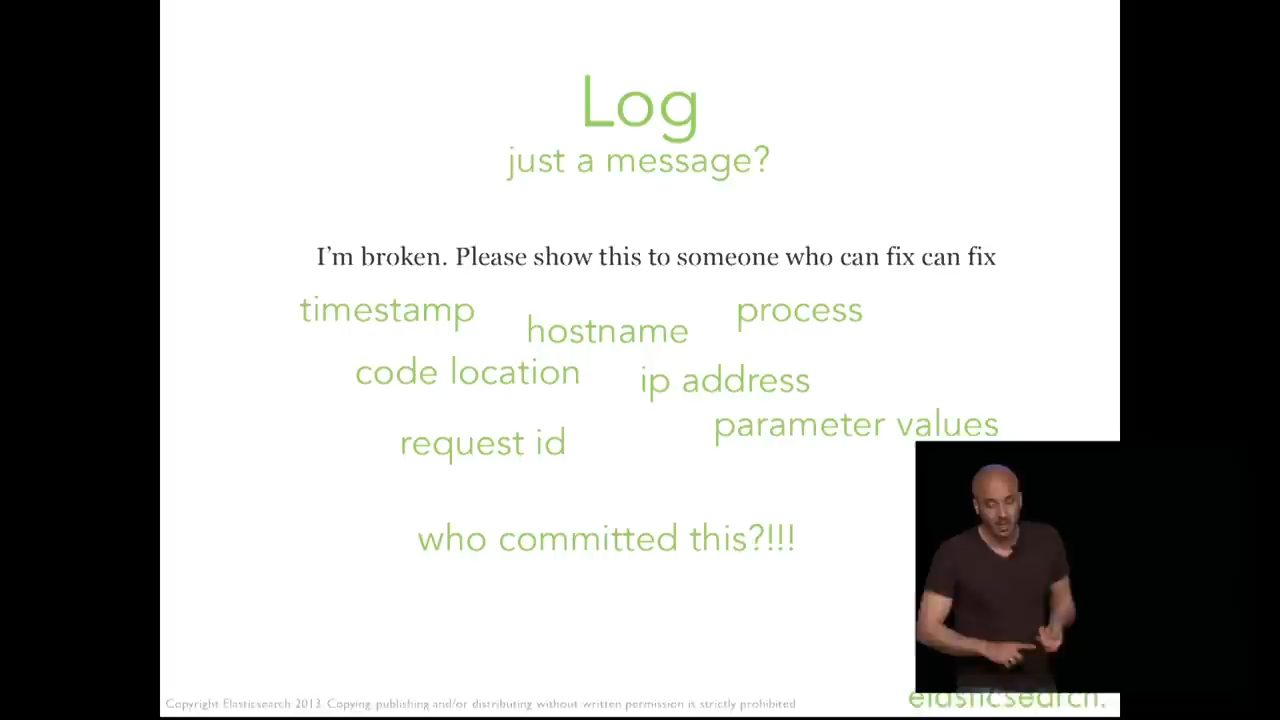 Log
just a message?
I'm broken. Please show this to someone who can fix can fix
timestamp
hostname
process
code location
ip address
parameter values
request id
who committed this?!!!
Copyright Elasticsearch 2013. Copying, publishing and/or distributing without written permission is strictly prohibited
elasticsearch.